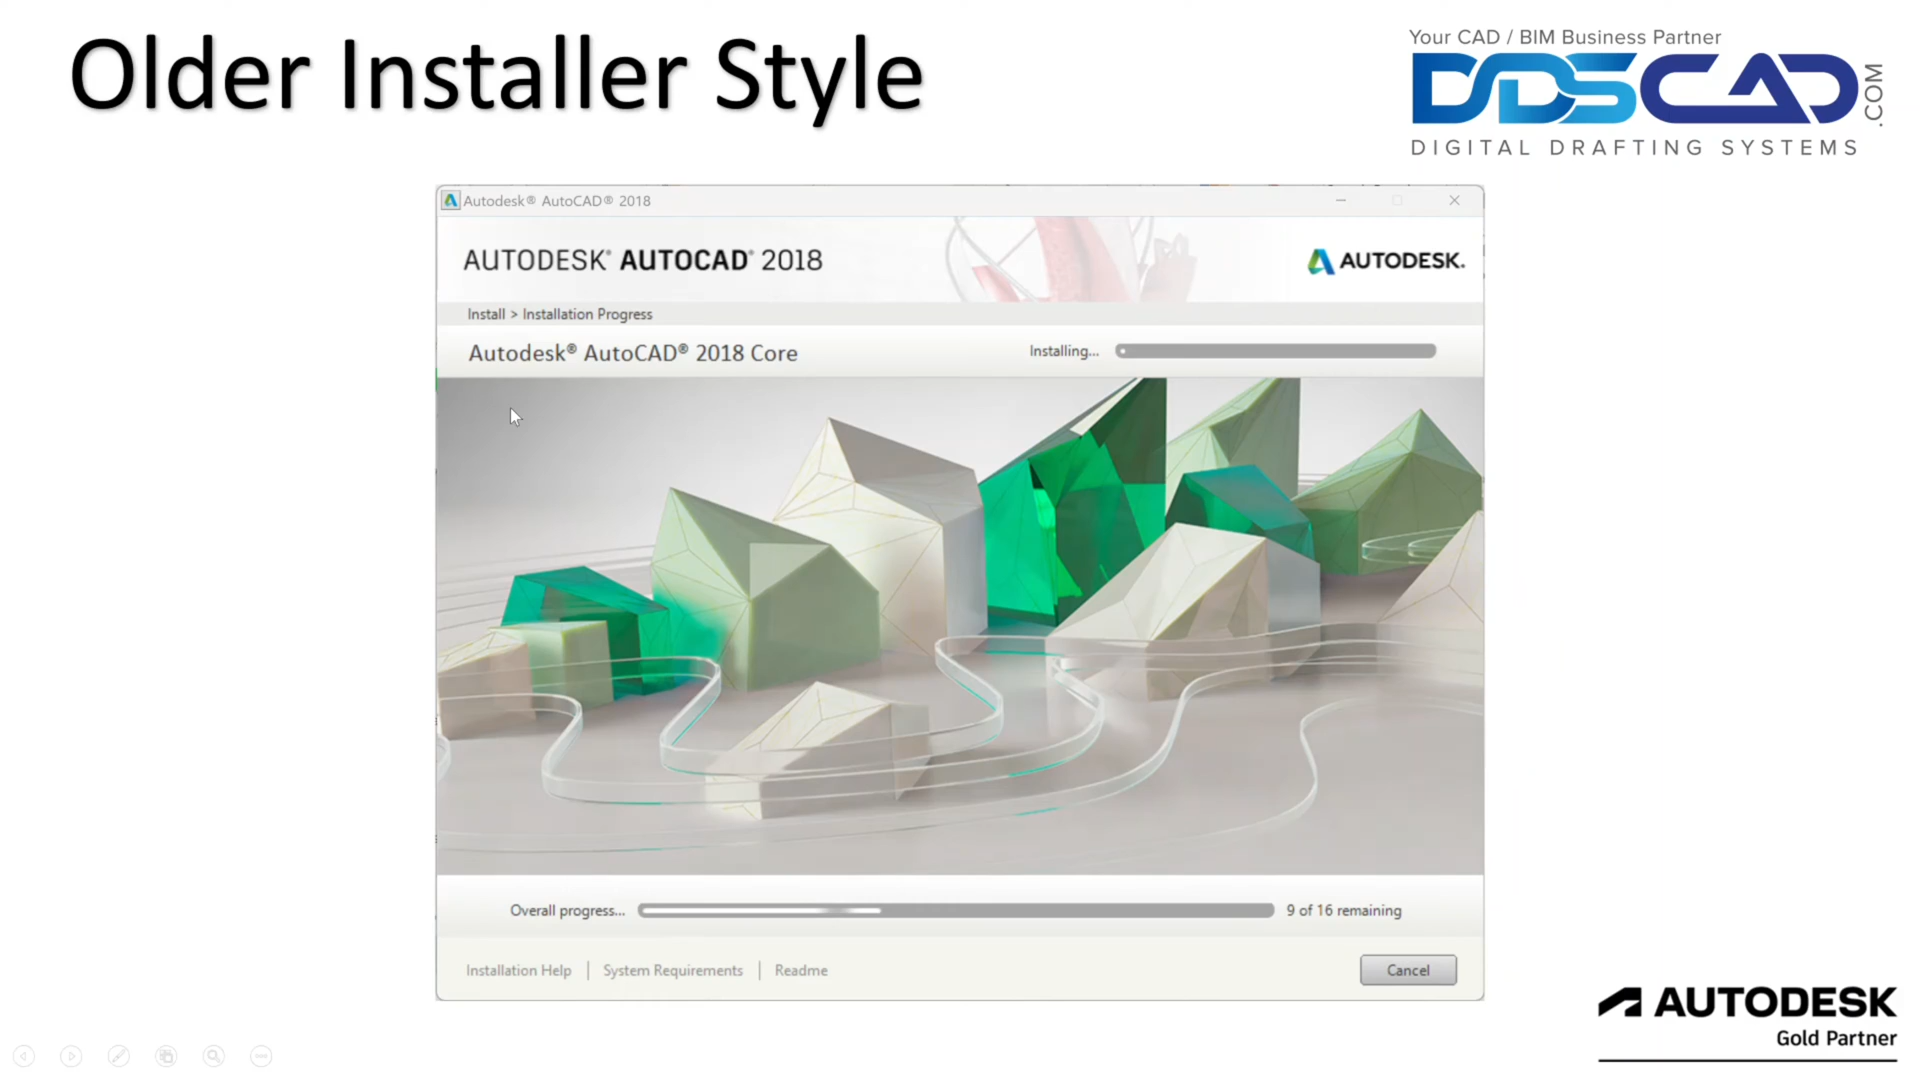 Older Installer Style
Your CAD / BIM Business Partner
DDSCAD
.COM
DIGITAL DRAFTING SYSTEMS
Autodesk® AutoCAD® 2018
AUTODESK® AUTOCAD® 2018
AUTODESK.
Install > Installation Progress
Autodesk® AutoCAD® 2018 Core
Installing...
Overall progress...
9 of 16 remaining
Installation Help
System Requirements
Readme
Cancel
AUTODESK
Gold Partner